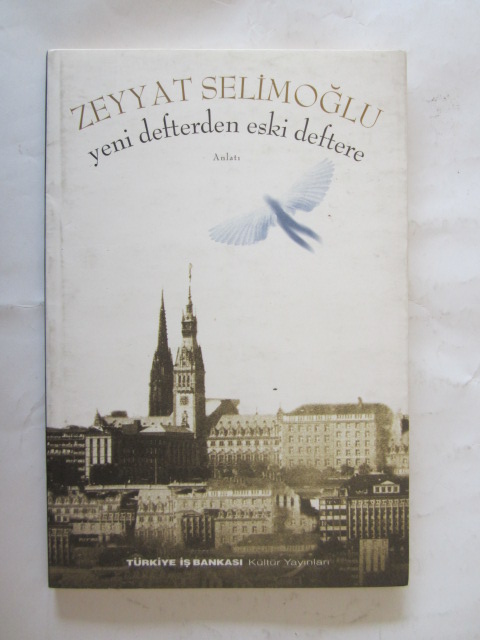 ZEYYAT SELİMOĞLU
yeni defterden eski deftere
Anlatı
TÜRKİYE İŞ BANKASI Kültür Yayınları